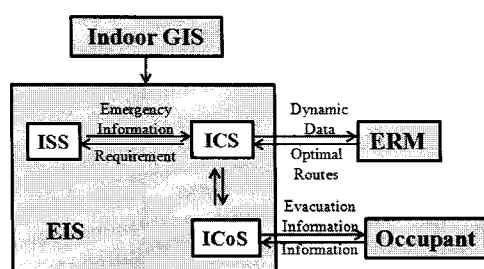 Indoor GIS
Emergency
Information
ISS
ICS
Requirement
Dynamic
Data
Optimal
Routes
ERM
EIS
ICoS
Evacuation
Information
Information
Occupant